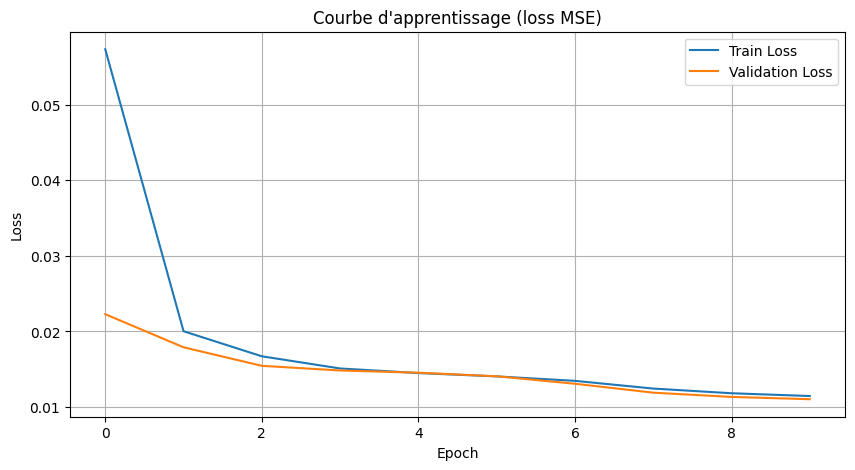 Courbe d'apprentissage (loss MSE)
Train Loss
Validation Loss
0.05
0.04
0.03
0.02
0.01
Loss
0 2 4 6 8
Epoch